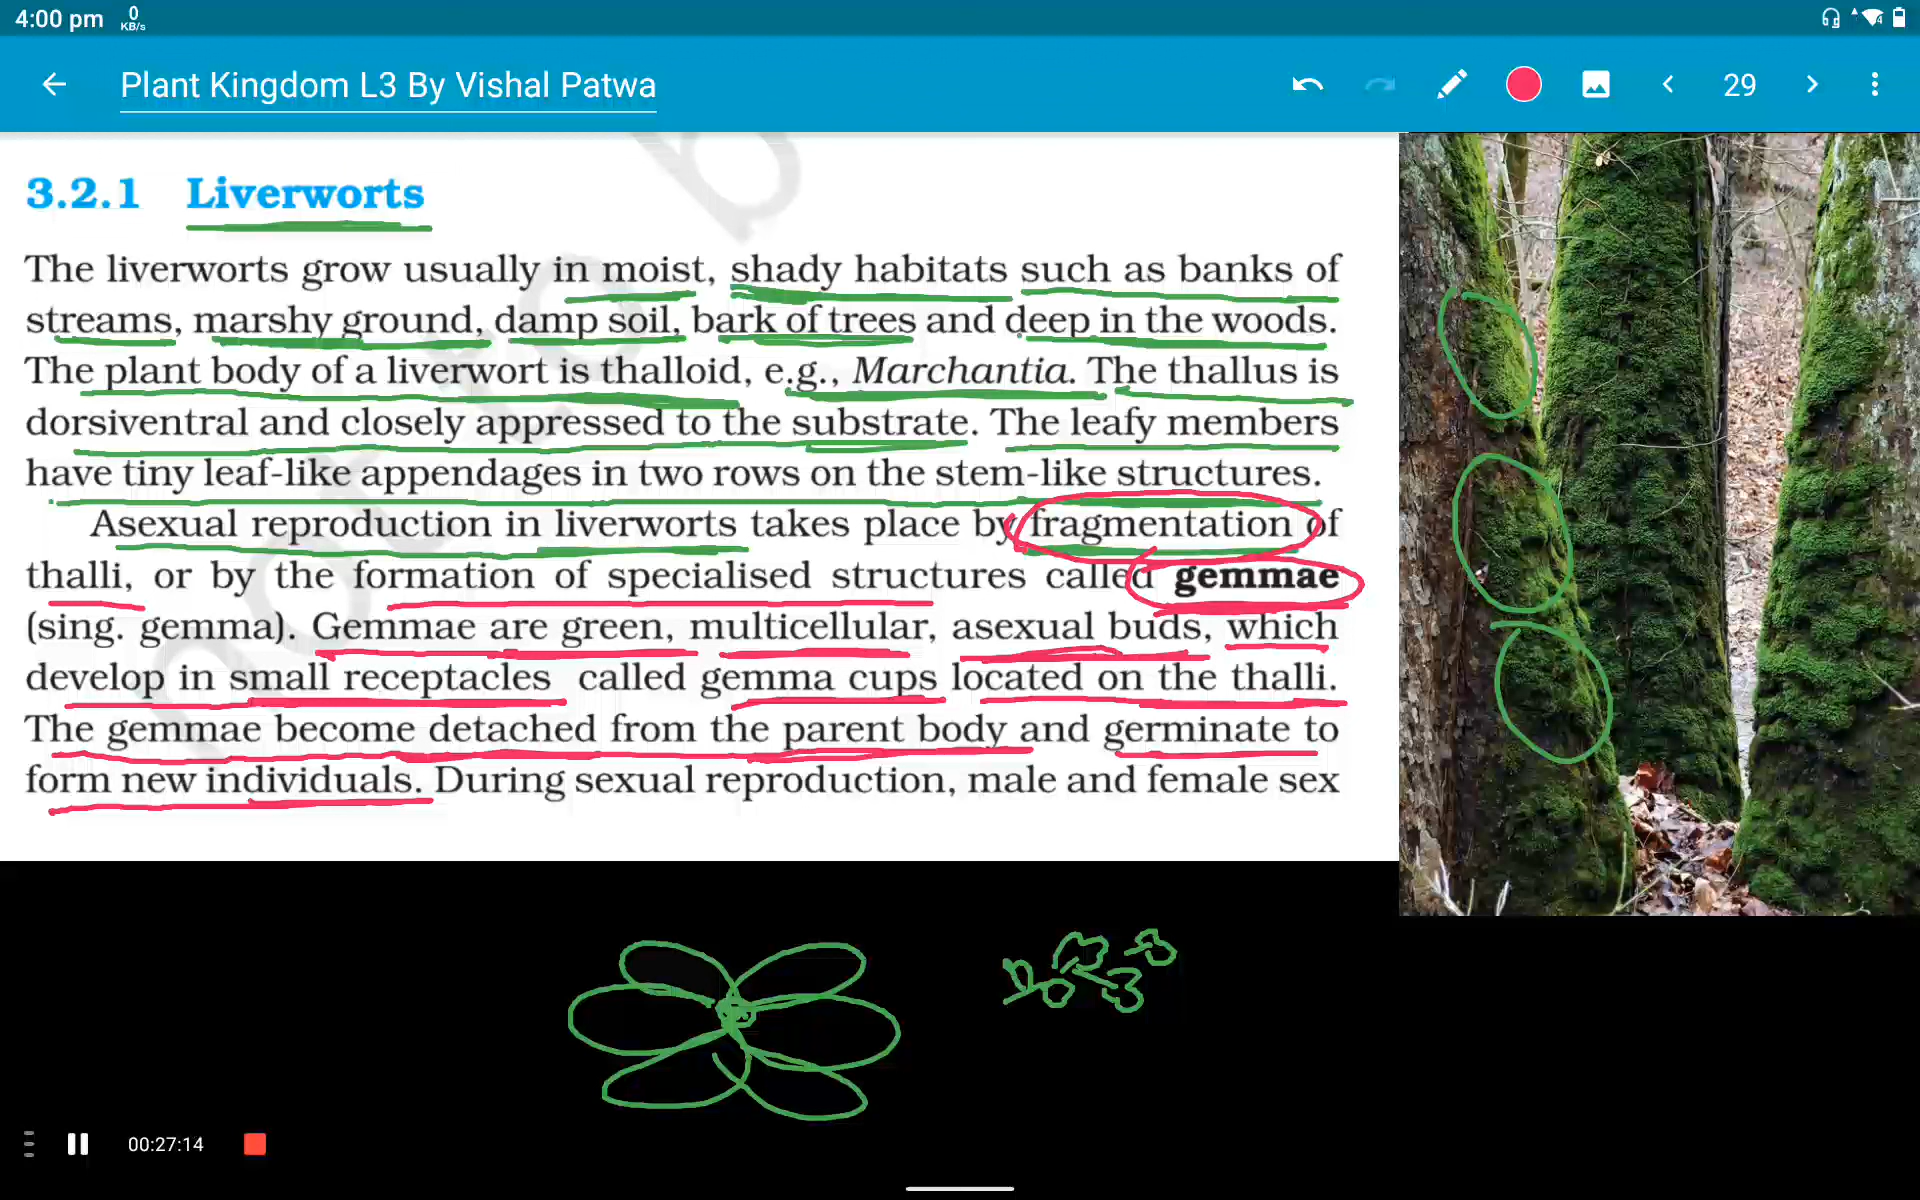 4:00 pm 0 KB/s
Plant Kingdom L3 By Vishal Patwa 29
3.2.1 Liverworts
The liverworts grow usually in moist, shady habitats such as banks of
streams, marshy ground, damp soil, bark of trees and deep in the woods.
The plant body of a liverwort is thalloid, e.g., Marchantia. The thallus is
dorsiventral and closely appressed to the substrate. The leafy members
have tiny leaf-like appendages in two rows on the stem-like structures.
Asexual reproduction in liverworts takes place by fragmentation of
thalli, or by the formation of specialised structures called gemmae
(sing. gemma). Gemmae are green, multicellular, asexual buds, which
develop in small receptacles called gemma cups located on the thalli.
The gemmae become detached from the parent body and germinate to
form new individuals. During sexual reproduction, male and female sex
00:27:14